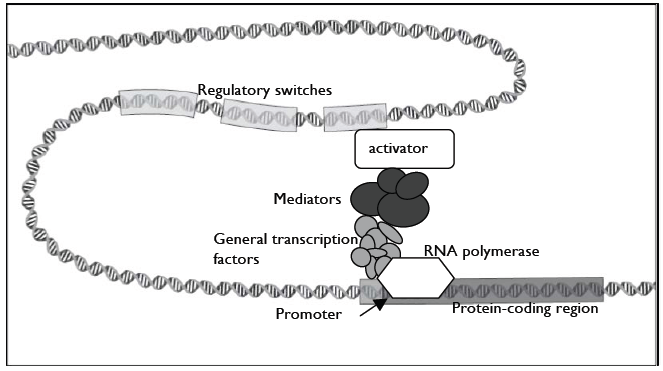 Regulatory switches
activator
Mediators
General transcription
factors
RNA polymerase
Promoter
Protein-coding region